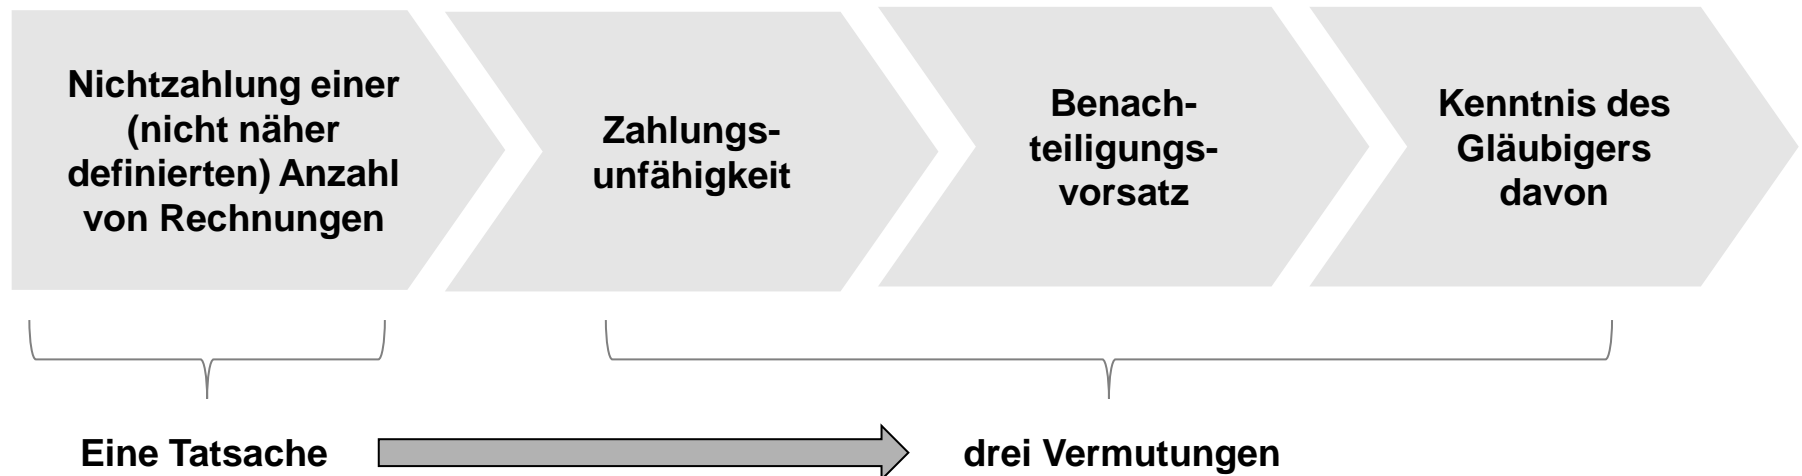 Nichtzahlung einer
(nicht näher
definierten) Anzahl
von Rechnungen
Zahlungs-
unfähigkeit
Benach-
teiligungs-
vorsatz
Kenntnis des
Gläubigers
davon
Eine Tatsache
drei Vermutungen